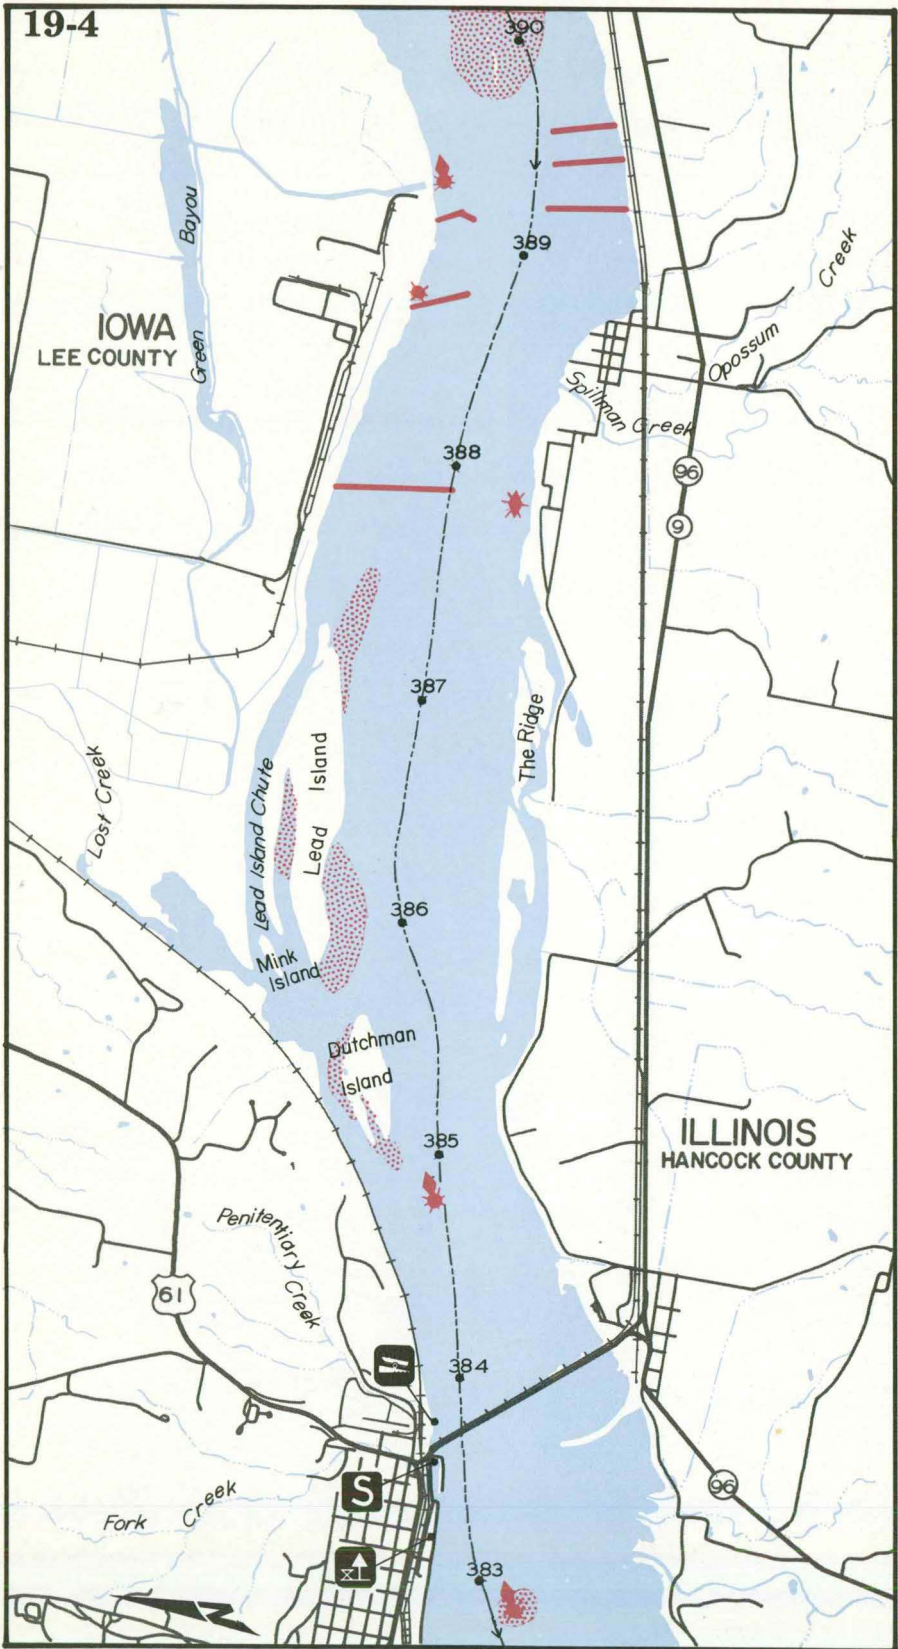 19-4
390
Green Bayou
389
IOWA
LEE COUNTY
Opossum Creek
Spillman Creek
388
96
9
387
The Ridge
Lead Island
Lead Island Chute
Lost Creek
386
Mink
Island
Dutchman
Island
385
ILLINOIS
HANCOCK COUNTY
Penitentiary Creek
61
384
S
Fork Creek
96
383
N